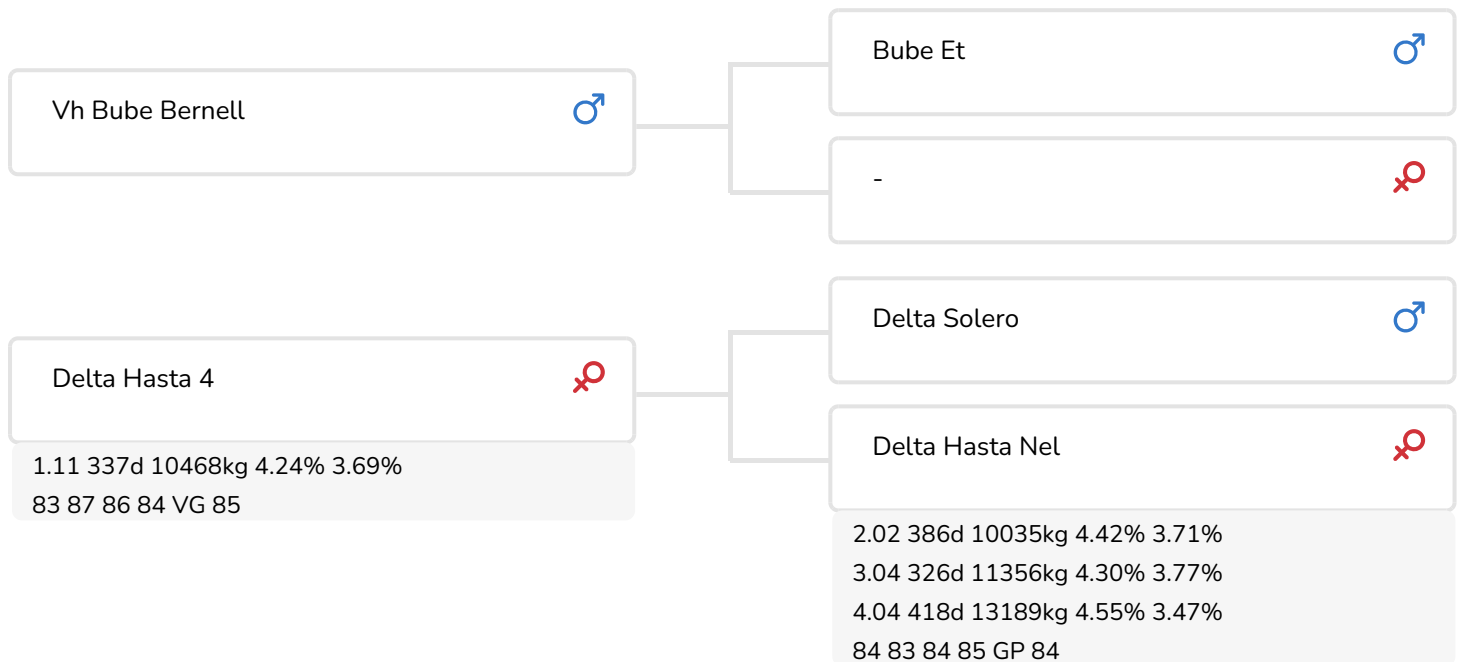 Vh Bube Bernell
Bube Et
-
Delta Hasta 4
1.11 337d 10468kg 4.24% 3.69%
83 87 86 84 VG 85
Delta Solero
Delta Hasta Nel
2.02 386d 10035kg 4.42% 3.71%
3.04 326d 11356kg 4.30% 3.77%
4.04 418d 13189kg 4.55% 3.47%
84 83 84 85 GP 84